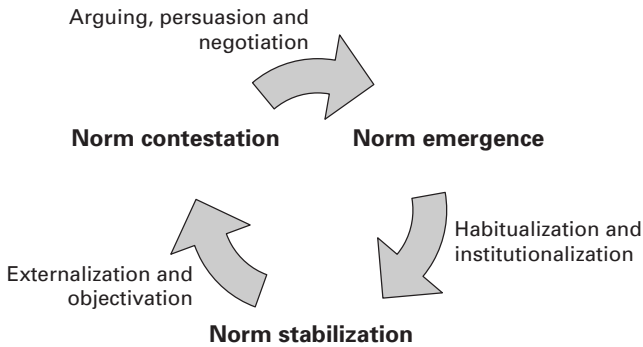 Arguing, persuasion and
negotiation
Norm contestation
Norm emergence
Habitualization and
institutionalization
Externalization and
objectivation
Norm stabilization